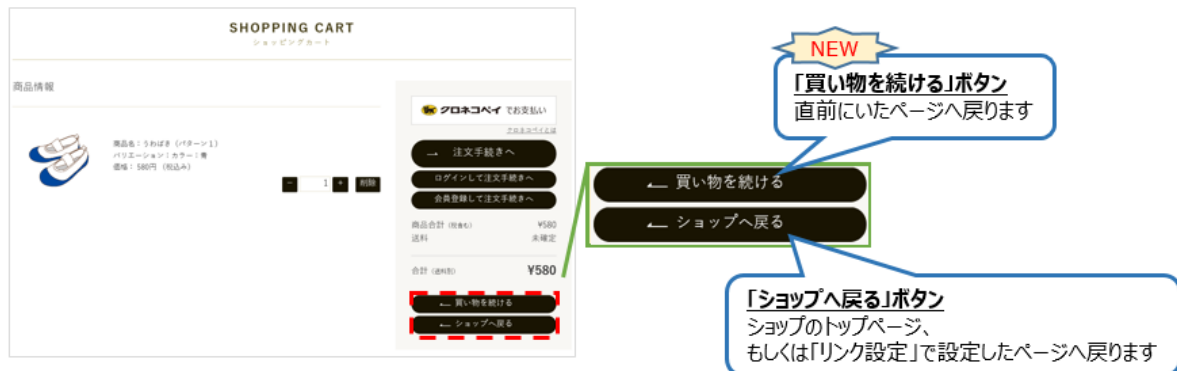 SHOPPING CART
ショッピングカート
商品情報
商品名：うわばき（パターン1）
バリエーション：カラー：青
価格： 580円 （税込み）
－ 1 ＋ 削除
クロネコペイ でお支払い
クロネコペイとは
注文手続きへ
ログインして注文手続きへ
会員登録して注文手続きへ
商品合計（税含む） ¥580
送料 未確定
合計（送料別） ¥580
買い物を続ける
ショップへ戻る
NEW
「買い物を続ける」ボタン
直前にいたページへ戻ります
買い物を続ける
ショップへ戻る
「ショップへ戻る」ボタン
ショップのトップページ、
もしくは「リンク設定」で設定したページへ戻ります